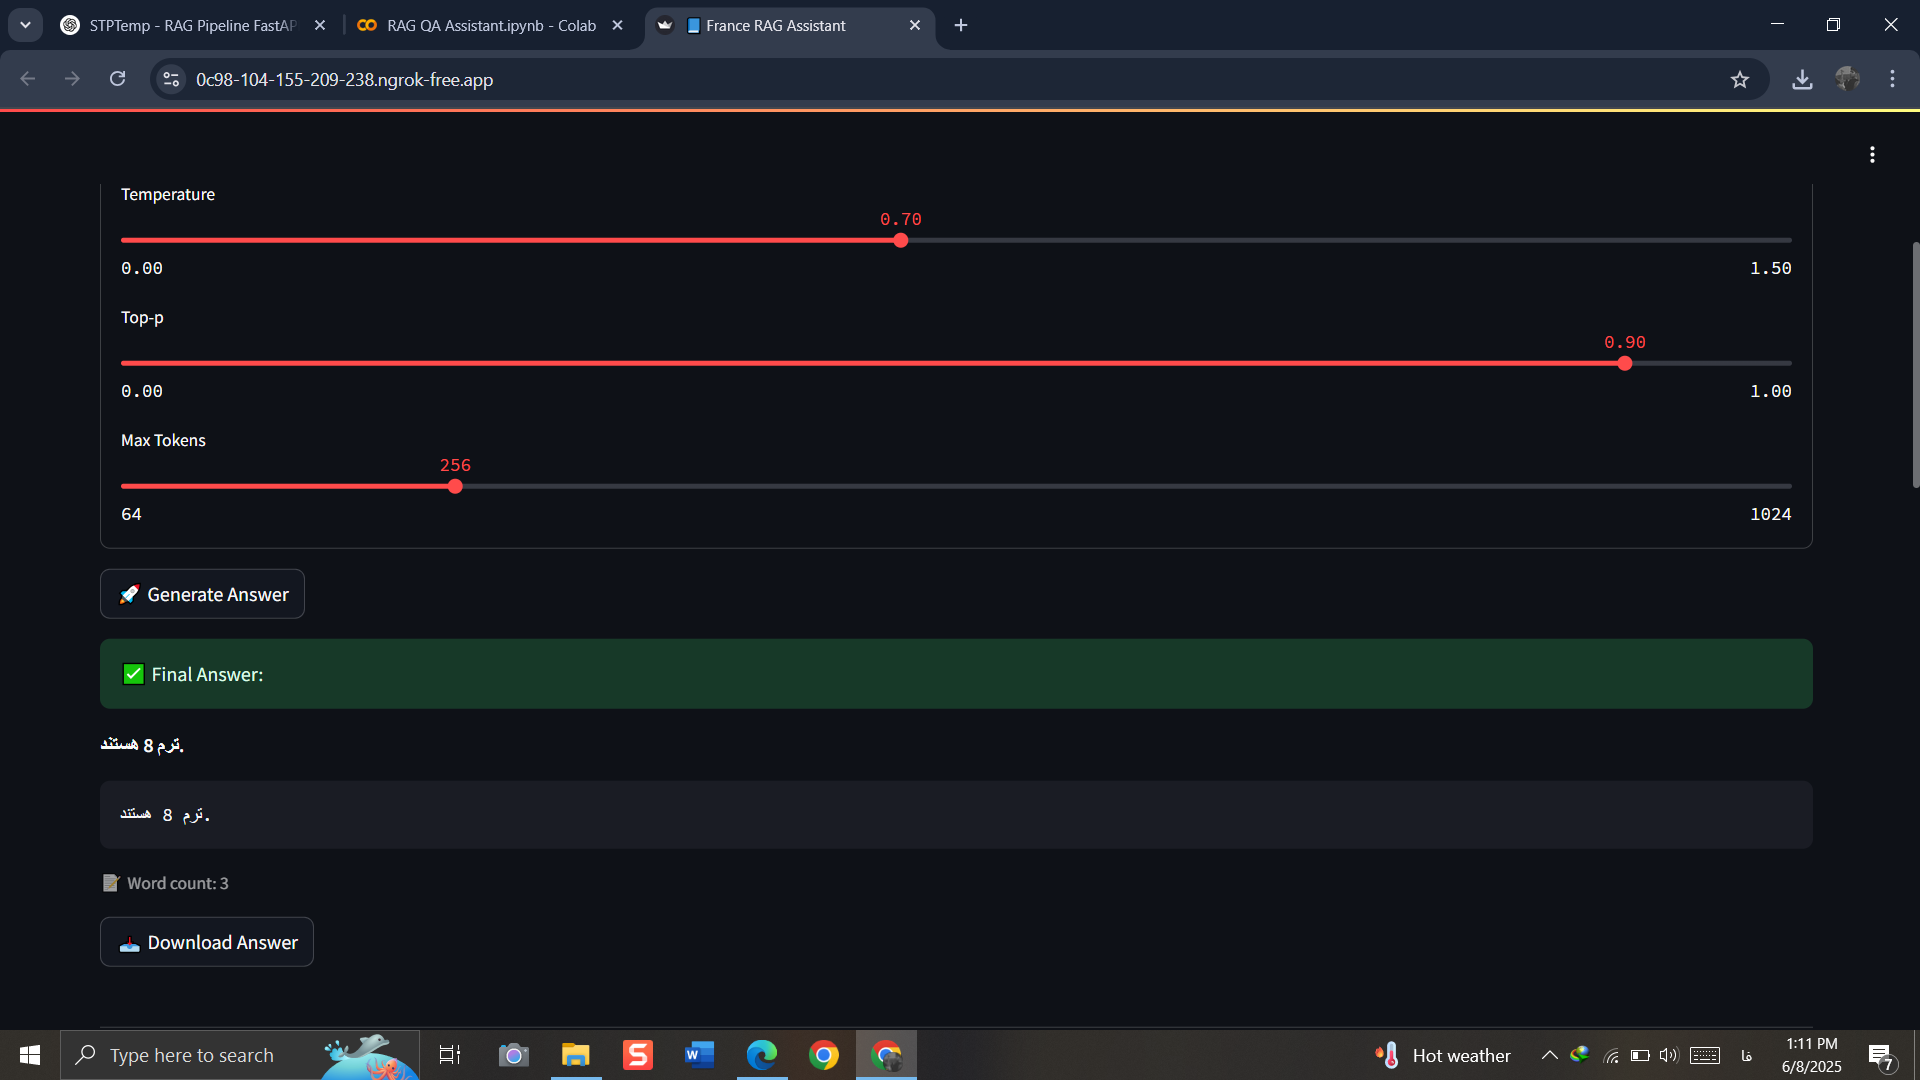 STPTemp - RAG Pipeline FastAP
RAG QA Assistant.ipynb - Colab
France RAG Assistant
0c98-104-155-209-238.ngrok-free.app
Temperature
0.70
0.00
1.50
Top-p
0.90
0.00
1.00
Max Tokens
256
64
1024
Generate Answer
Final Answer:
ترم 8 هستند.
ترم 8 هستند.
Word count: 3
Download Answer
Type here to search
Hot weather
فا
1:11 PM
6/8/2025
7